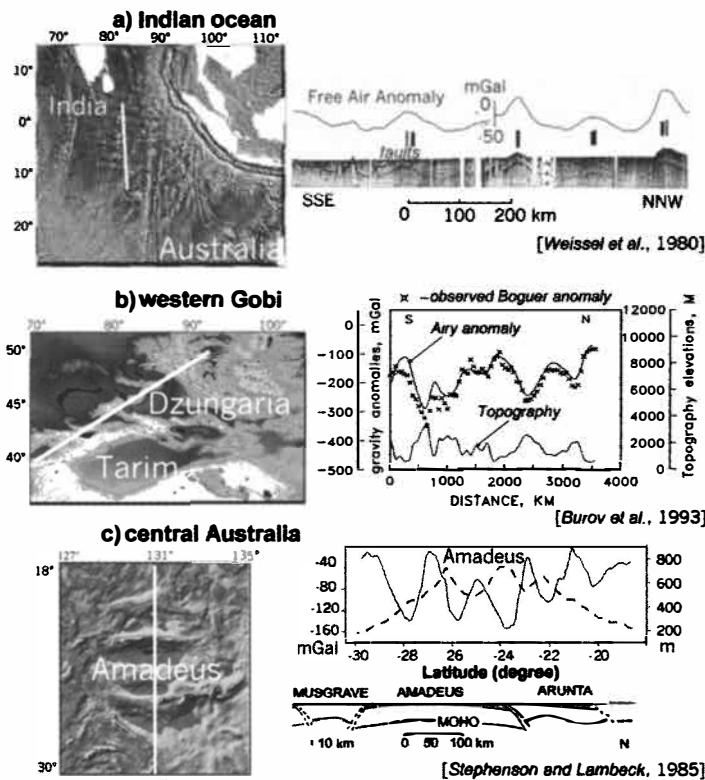 a) Indian ocean
70° 80° 90° 100° 110°
10°
0°
10°
20°
India
Australia
Free Air Anomaly
mGal
0
-50
faults
SSE
NNW
0 100 200 km
[Weissel et al., 1980]
b) western Gobi
70° 80° 90° 100°
50°
45°
40°
Dzungaria
Tarim
x - observed Boguer anomaly
S
N
Airy anomaly
Topography
gravity anomalies, mGal
0
-100
-200
-300
-400
-500
Topography elevations, M
12000
10000
8000
6000
4000
2000
0
0 1000 2000 3000 4000
DISTANCE, KM
[Burov et al., 1993]
c) central Australia
127° 131° 135°
18°
30°
Amadeus
Amadeus
-40
-80
-120
-160
mGal
800
600
400
200
m
-30 -28 -26 -24 -22 -20
Latitude (degree)
MUSGRAVE AMADEUS ARUNTA
MOHO
10 km
0 50 100 km
N
[Stephenson and Lambeck, 1985]